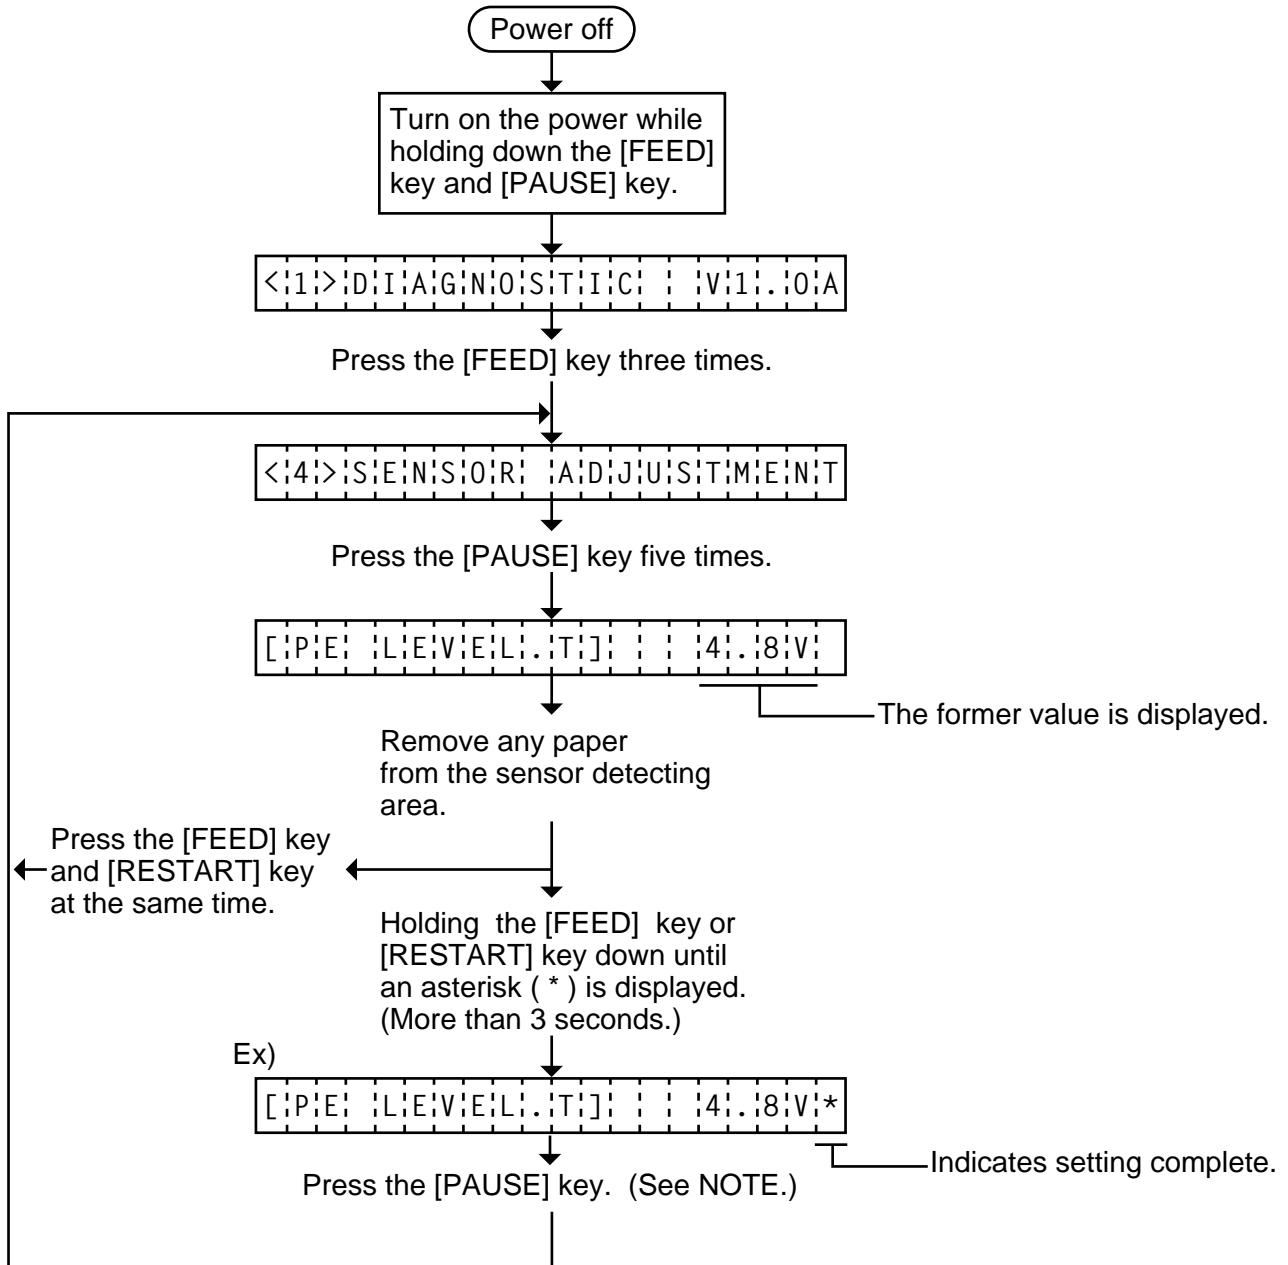 Power off
Turn on the power while
holding down the [FEED]
key and [PAUSE] key.
<1>DIAGNOSTIC  V1.0A
Press the [FEED] key three times.
<4>SENSOR ADJUSTMENT
Press the [PAUSE] key five times.
[PE LEVEL.T]   4.8V
The former value is displayed.
Remove any paper
from the sensor detecting
area.
Press the [FEED] key
and [RESTART] key
at the same time.
Holding  the [FEED]  key or
[RESTART] key down until
an asterisk ( * ) is displayed.
(More than 3 seconds.)
Ex)
[PE LEVEL.T]   4.8V*
Indicates setting complete.
Press the [PAUSE] key.  (See NOTE.)